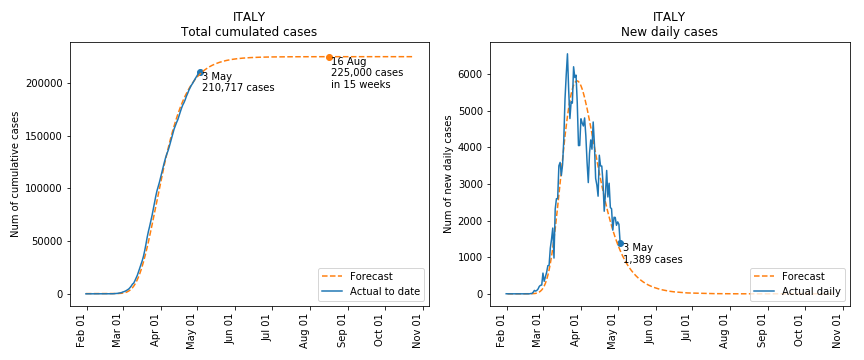 ITALY
Total cumulated cases
Num of cumulative cases
200000
150000
100000
50000
0
3 May
210,717 cases
16 Aug
225,000 cases
in 15 weeks
Forecast
Actual to date
Feb 01
Mar 01
Apr 01
May 01
Jun 01
Jul 01
Aug 01
Sep 01
Oct 01
Nov 01
ITALY
New daily cases
Num of new daily cases
6000
5000
4000
3000
2000
1000
0
3 May
1,389 cases
Forecast
Actual daily
Feb 01
Mar 01
Apr 01
May 01
Jun 01
Jul 01
Aug 01
Sep 01
Oct 01
Nov 01